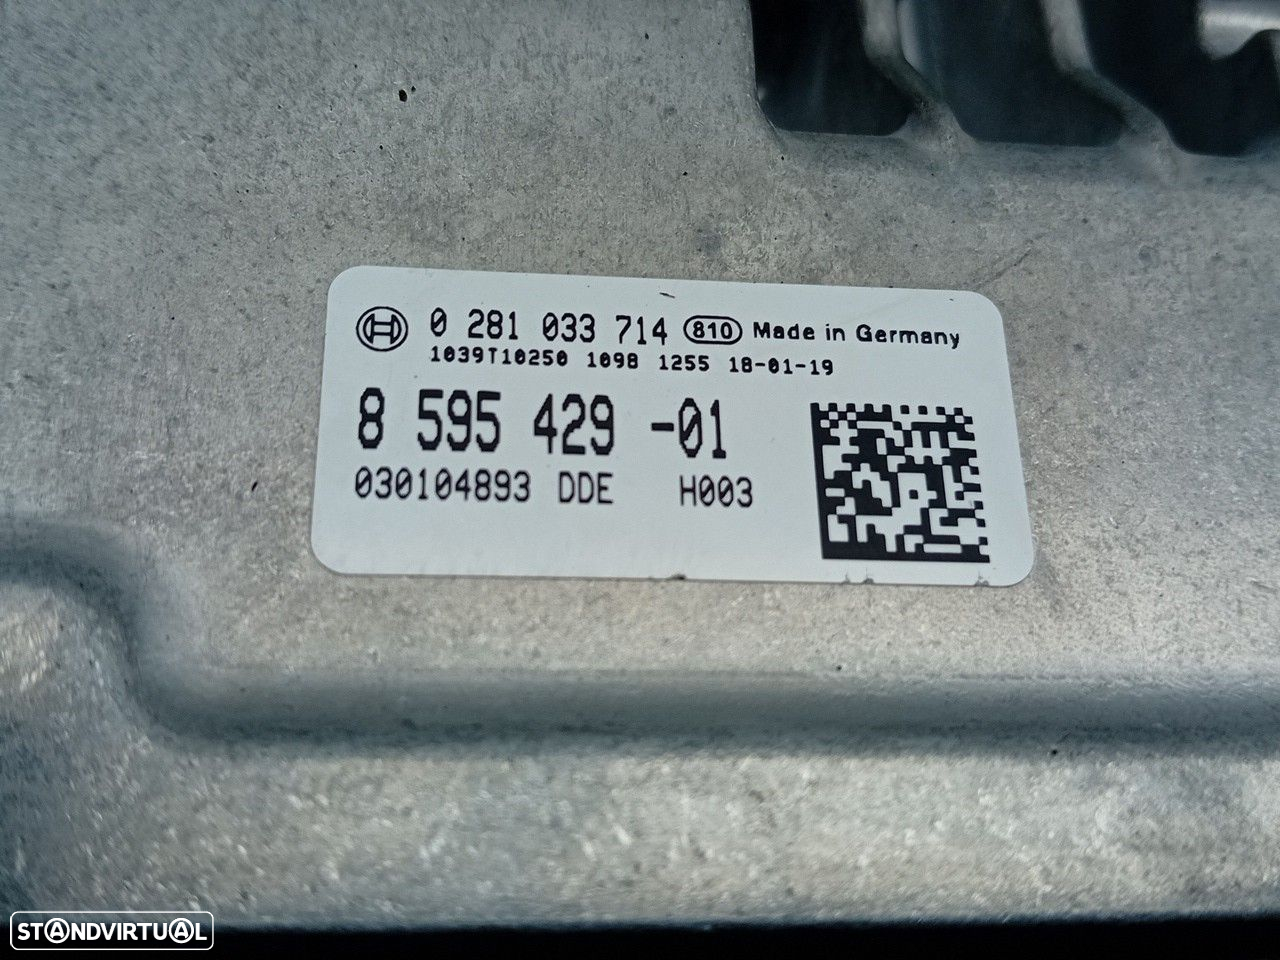 0 281 033 714 810 Made in Germany
1039T10250 1098 1255 18-01-19
8 595 429 -01
030104893 DDE H003
STANDVIRTUAL